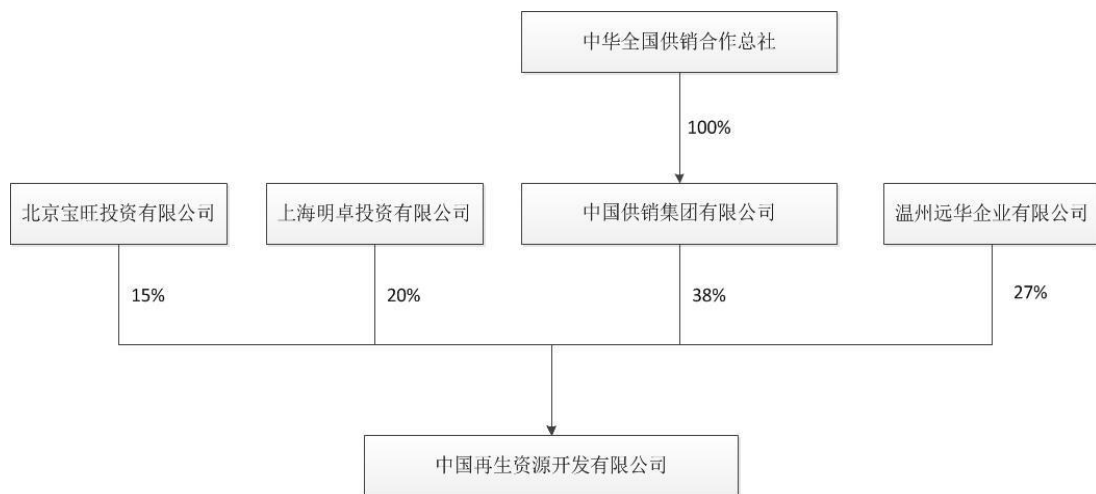 中华全国供销合作总社
100%
北京宝旺投资有限公司
上海明卓投资有限公司
中国供销集团有限公司
温州远华企业有限公司
15%
20%
38%
27%
中国再生资源开发有限公司